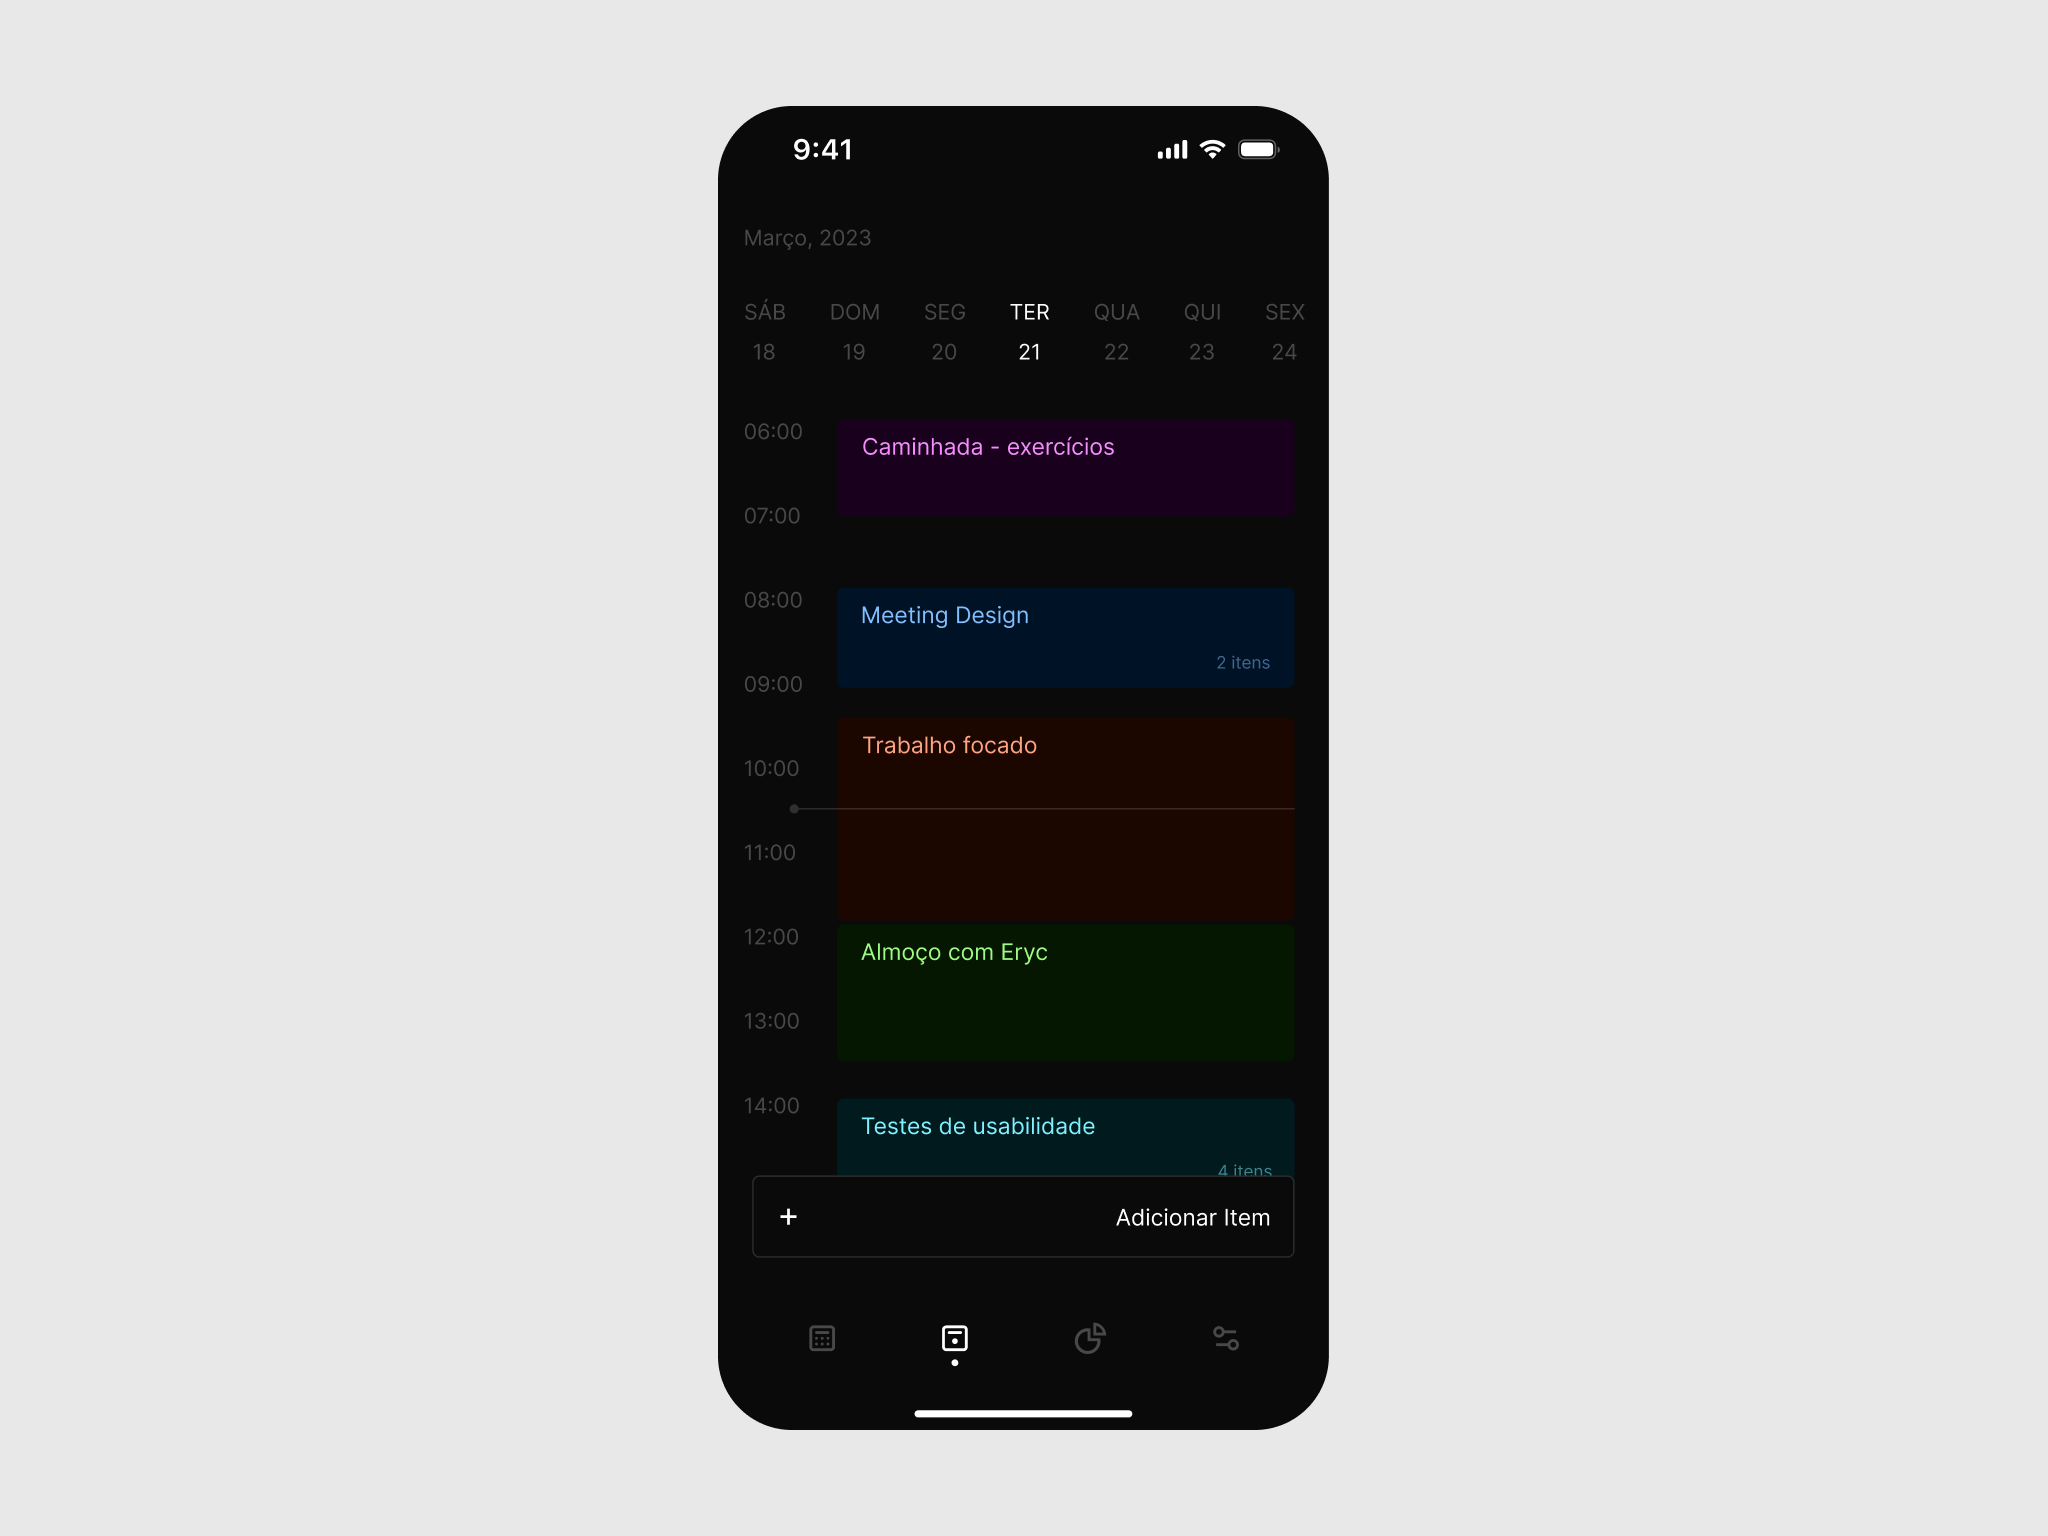 9:41
Março, 2023
SÁB DOM SEG TER QUA QUI SEX
18 19 20 21 22 23 24
06:00
Caminhada - exercícios
07:00
08:00
Meeting Design
2 itens
09:00
Trabalho focado
10:00
11:00
12:00
Almoço com Eryc
13:00
14:00
Testes de usabilidade
4 itens
+ Adicionar Item